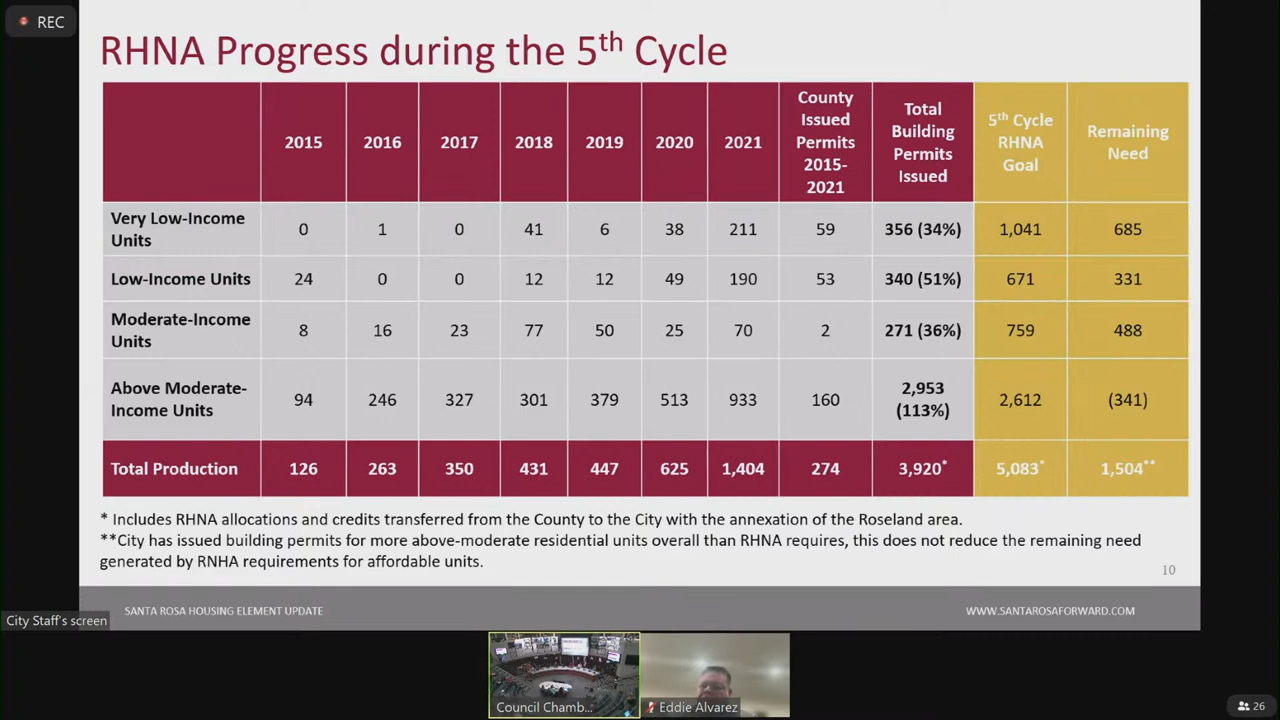 REC
RHNA Progress during the 5th Cycle
2015 2016 2017 2018 2019 2020 2021 County Issued Permits 2015-2021 Total Building Permits Issued 5th Cycle RHNA Goal Remaining Need
Very Low-Income Units 0 1 0 41 6 38 211 59 356 (34%) 1,041 685
Low-Income Units 24 0 0 12 12 49 190 53 340 (51%) 671 331
Moderate-Income Units 8 16 23 77 50 25 70 2 271 (36%) 759 488
Above Moderate-Income Units 94 246 327 301 379 513 933 160 2,953 (113%) 2,612 (341)
Total Production 126 263 350 431 447 625 1,404 274 3,920* 5,083* 1,504**
* Includes RHNA allocations and credits transferred from the County to the City with the annexation of the Roseland area.
**City has issued building permits for more above-moderate residential units overall than RHNA requires, this does not reduce the remaining need
generated by RNHA requirements for affordable units.
10
SANTA ROSA HOUSING ELEMENT UPDATE
WWW.SANTAROSAFORWARD.COM
City Staff's screen
Council Chamb...
Eddie Alvarez
26